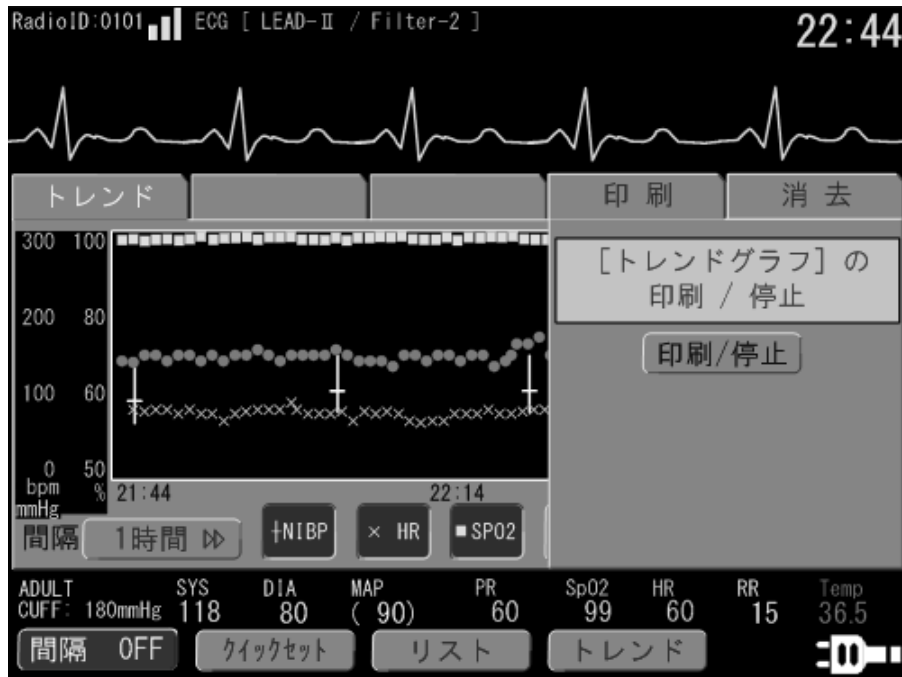 RadioID:0101 ECG [ LEAD-Ⅱ / Filter-2 ] 22:44
トレンド 印刷 消去
300 100
200 80
100 60
0 50
bpm %
mmHg
21:44 22:14
[トレンドグラフ] の
印刷 / 停止
印刷/停止
間隔 1時間 NIBP × HR ■ SPO2
ADULT SYS DIA MAP PR SpO2 HR RR Temp
CUFF: 180mmHg 118 80 ( 90) 60 99 60 15 36.5
間隔 OFF クイックセット リスト トレンド